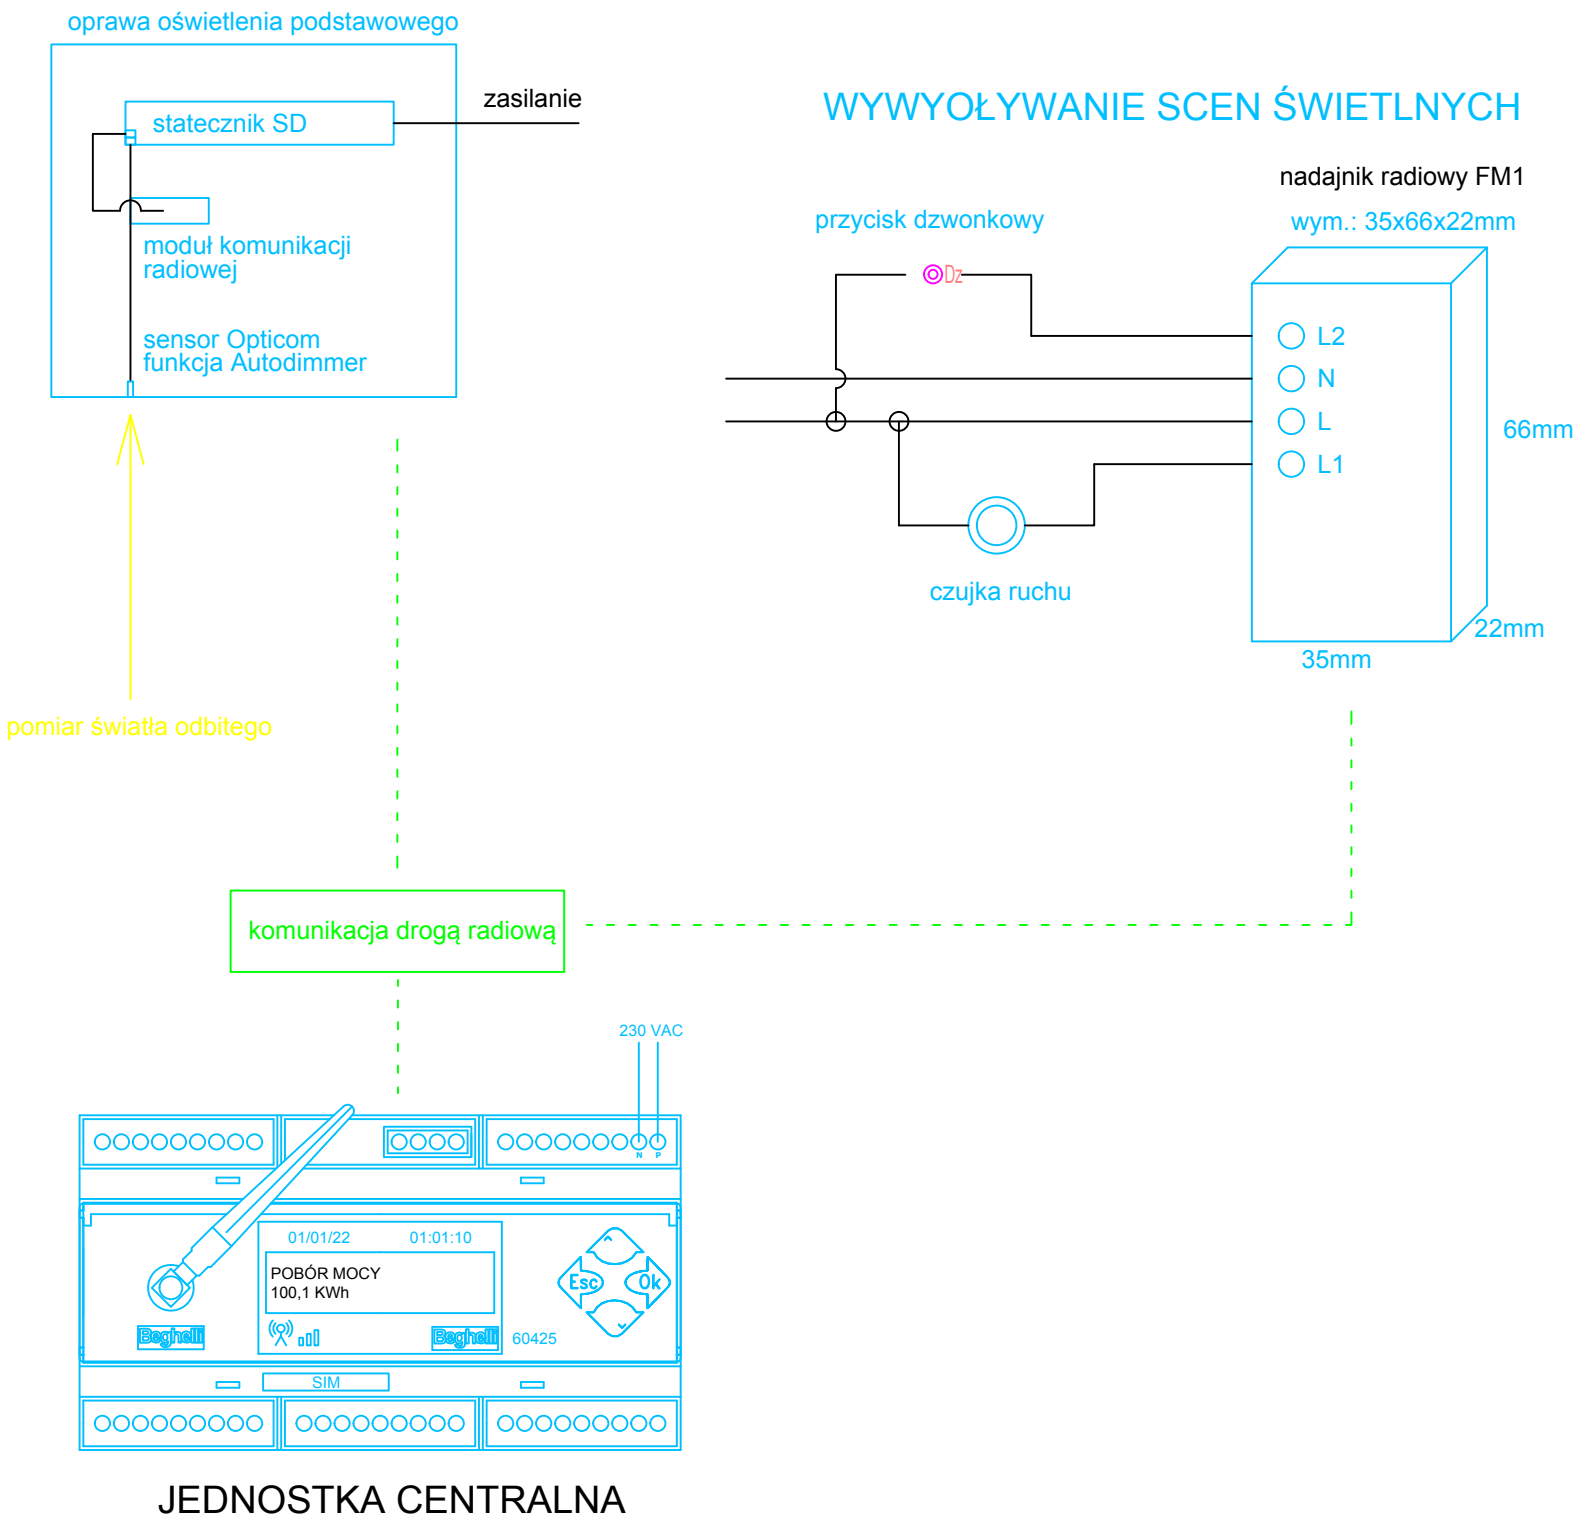 oprawa oświetlenia podstawowego
zasilanie
statecznik SD
moduł komunikacji
radiowej
sensor Opticom
funkcja Autodimmer
pomiar światła odbitego
WYWYOŁYWANIE SCEN ŚWIETLNYCH
nadajnik radiowy FM1
wym.: 35x66x22mm
przycisk dzwonkowy
Dz
L2
N
L
L1
66mm
czujka ruchu
22mm
35mm
komunikacja drogą radiową
230 VAC
N P
01/01/22 01:01:10
POBÓR MOCY
100,1 KWh
Esc Ok
Beghelli
Beghelli
60425
SIM
JEDNOSTKA CENTRALNA